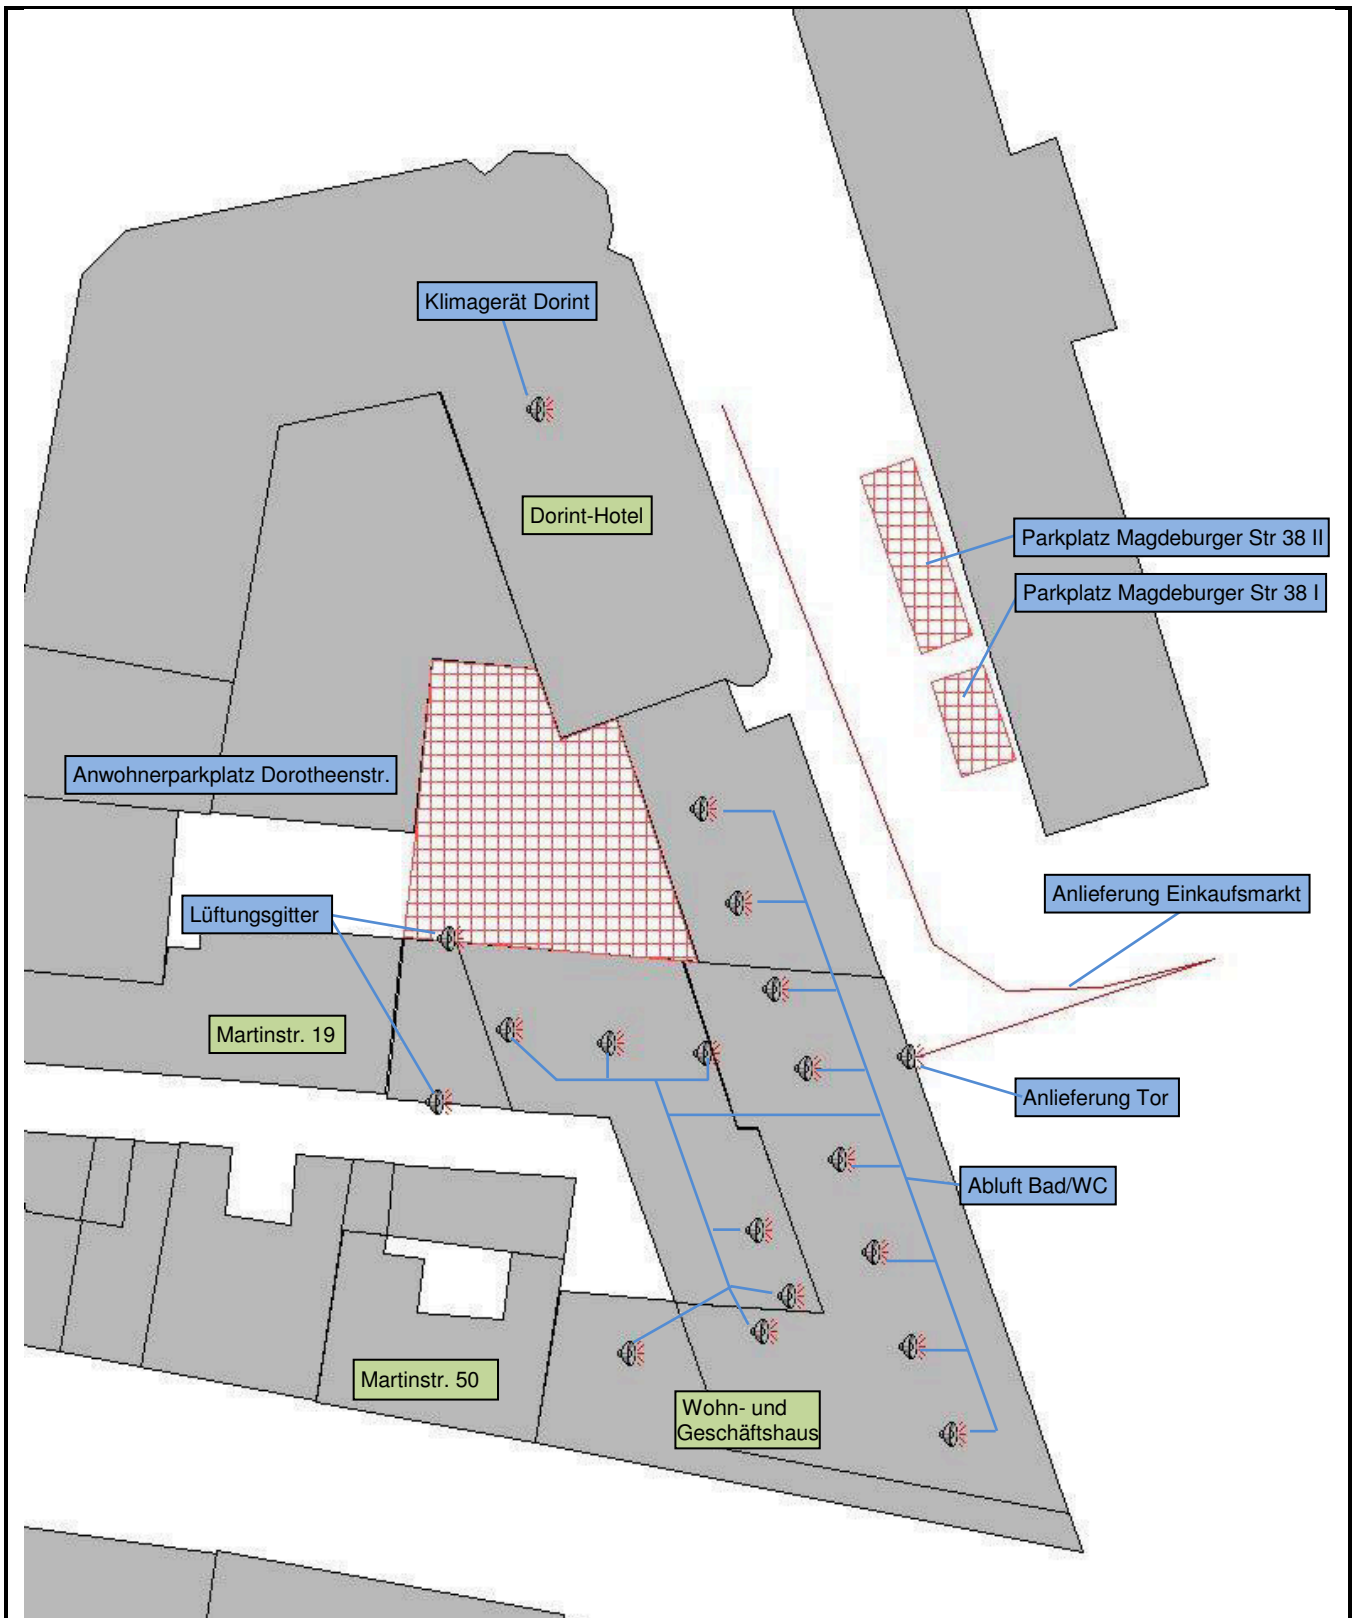 Klimagerät Dorint
Dorint-Hotel
Parkplatz Magdeburger Str 38 II
Parkplatz Magdeburger Str 38 I
Anwohnerparkplatz Dorotheenstr.
Anlieferung Einkaufsmarkt
Lüftungsgitter
Martinstr. 19
Anlieferung Tor
Abluft Bad/WC
Martinstr. 50
Wohn- und
Geschäftshaus